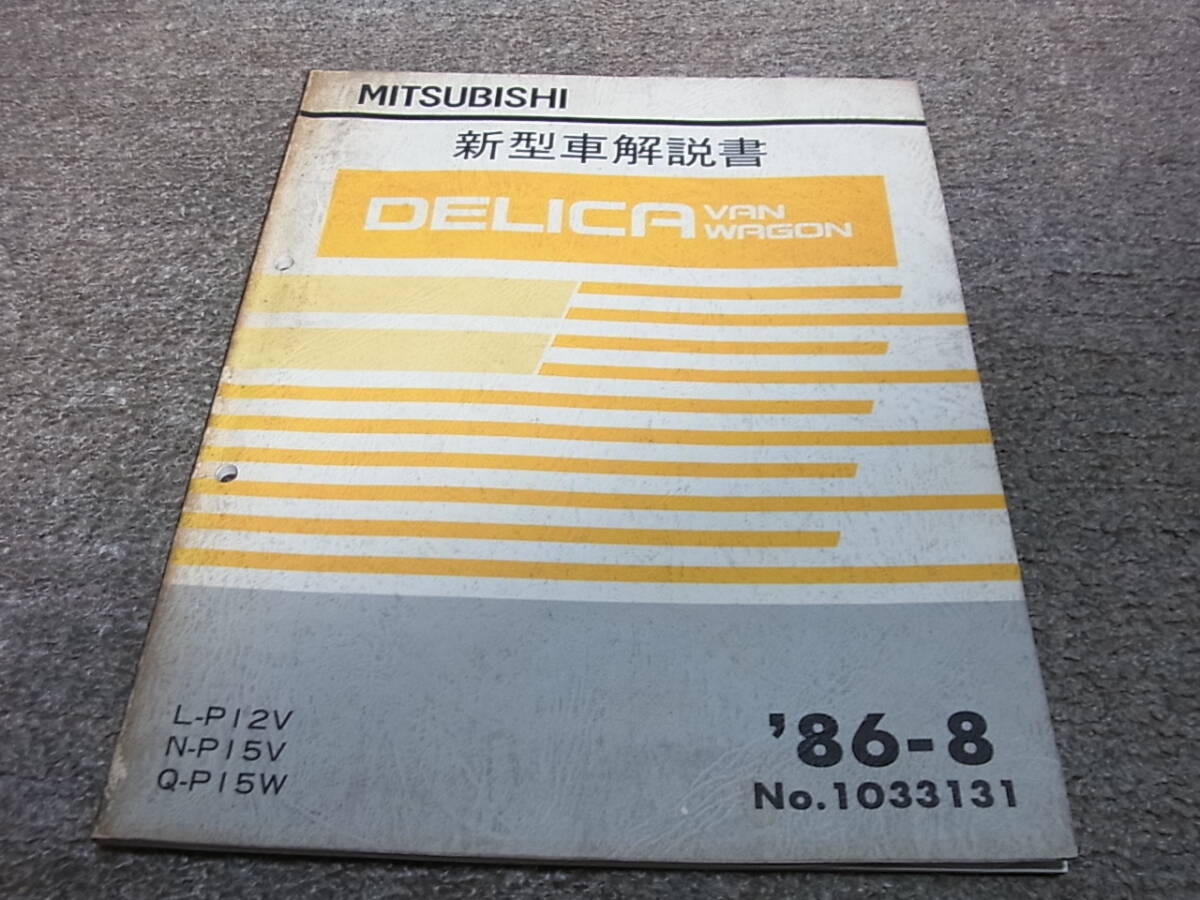 MITSUBISHI
新型車解説書
DELICA VAN WAGON
L-P12V
N-P15V
Q-P15W
'86-8
No.1033131